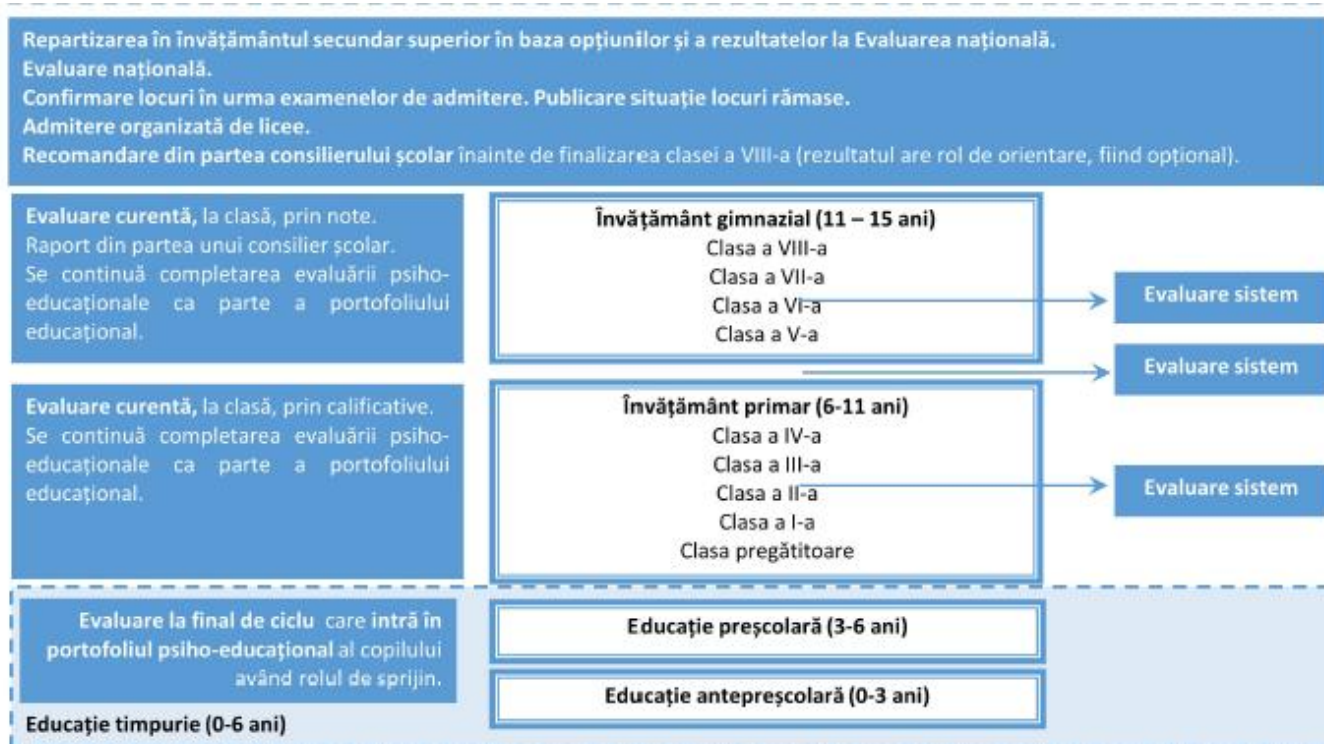 Repartizarea în învățământul secundar superior în baza opțiunilor și a rezultatelor la Evaluarea națională.
Evaluare națională.
Confirmare locuri în urma examenelor de admitere. Publicare situație locuri rămase.
Admitere organizată de licee.
Recomandare din partea consilierului școlar înainte de finalizarea clasei a VIII-a (rezultatul are rol de orientare, fiind opțional).
Evaluare curentă, la clasă, prin note.
Raport din partea unui consilier școlar.
Se continuă completarea evaluării psiho-
educaționale ca parte a portofoliului
educațional.
Învățământ gimnazial (11 – 15 ani)
Clasa a VIII-a
Clasa a VII-a
Clasa a VI-a
Clasa a V-a
Evaluare sistem
Evaluare sistem
Evaluare curentă, la clasă, prin calificative.
Se continuă completarea evaluării psiho-
educaționale ca parte a portofoliului
educațional.
Învățământ primar (6-11 ani)
Clasa a IV-a
Clasa a III-a
Clasa a II-a
Clasa a I-a
Clasa pregătitoare
Evaluare sistem
Evaluare la final de ciclu care intră în
portofoliul psiho-educațional al copilului
având rolul de sprijin.
Educație preșcolară (3-6 ani)
Educație antepreșcolară (0-3 ani)
Educație timpurie (0-6 ani)